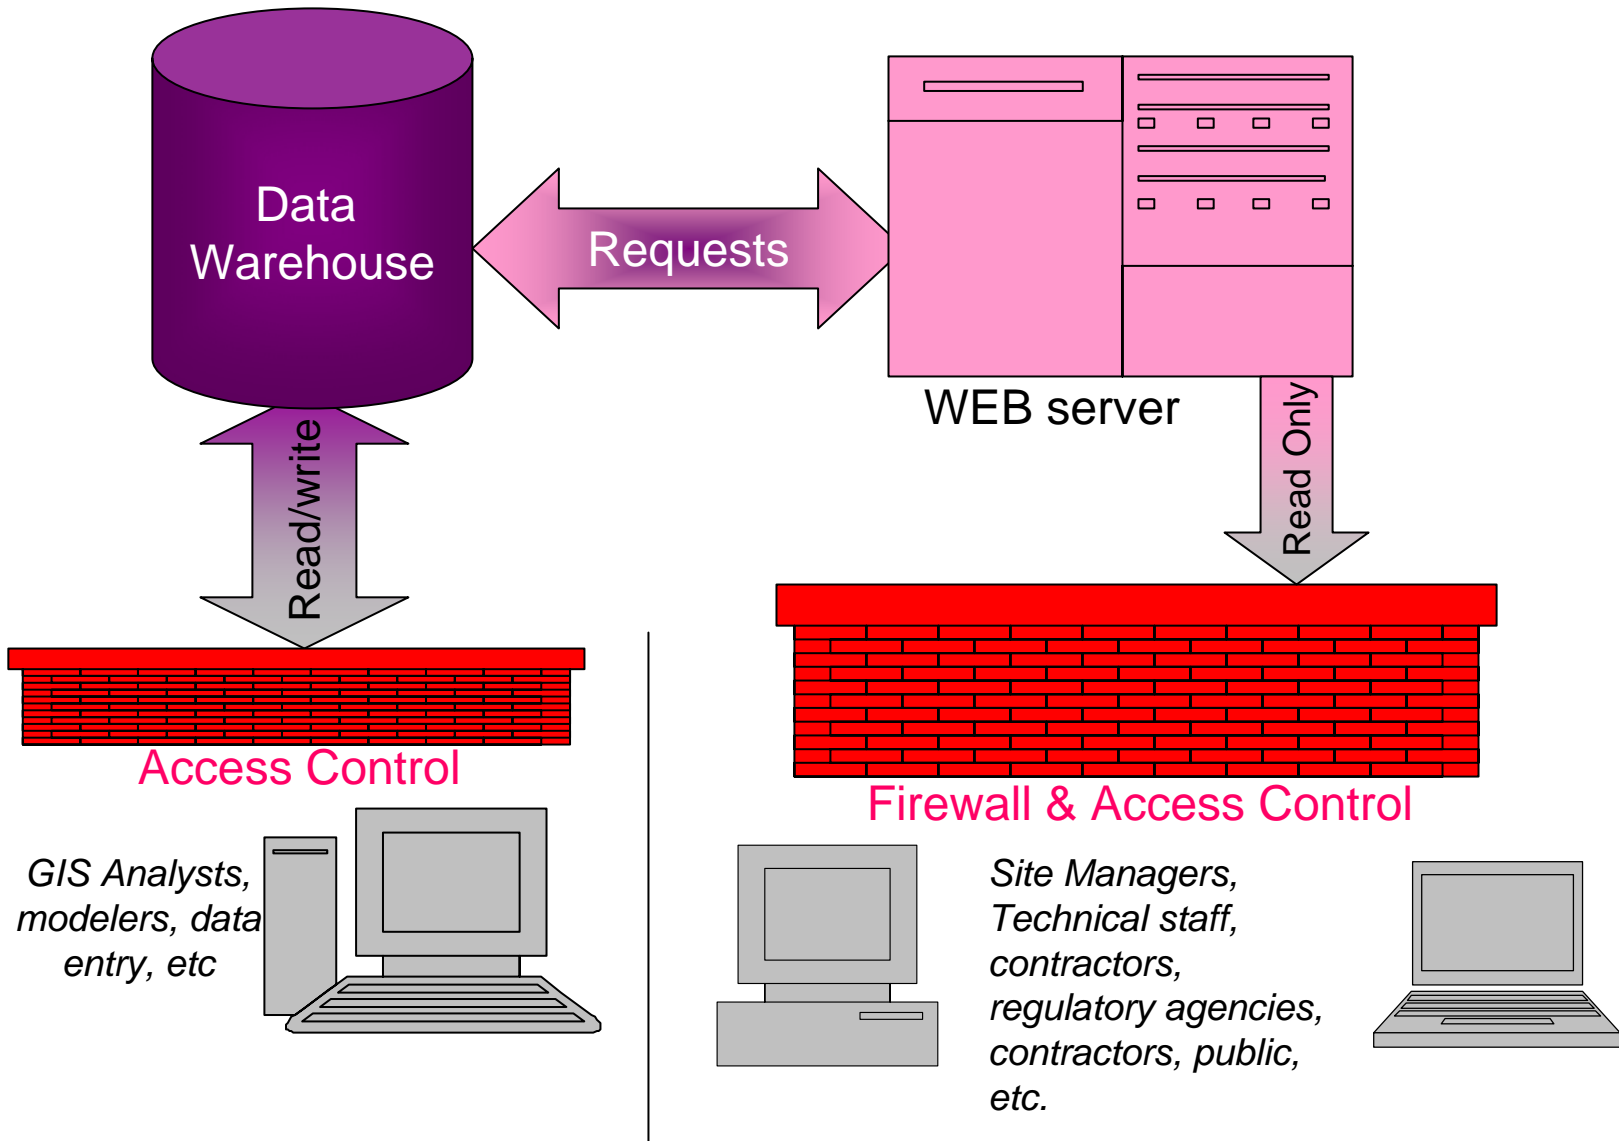 Data
Warehouse
Requests
WEB server
Read/write
Read Only
Access Control
Firewall & Access Control
GIS Analysts,
modelers, data
entry, etc
Site Managers,
Technical staff,
contractors,
regulatory agencies,
contractors, public,
etc.